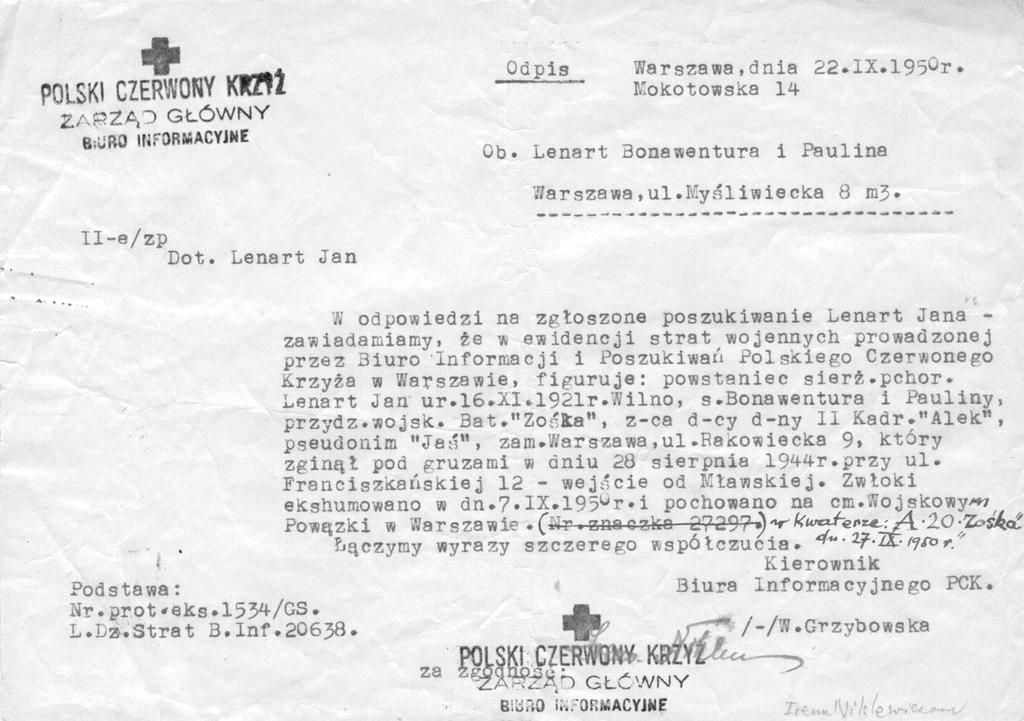 POLSKI CZERWONY KRZYŻ
ZARZĄD GŁÓWNY
BIURO INFORMACYJNE
Odpis
Warszawa, dnia 22.IX.1950r.
Mokotowska 14
Ob. Lenart Bonawentura i Paulina
Warszawa, ul.Myśliwiecka 8 m3.
II-e/zp
Dot. Lenart Jan
W odpowiedzi na zgłoszone poszukiwanie Lenart Jana -
zawiadamiamy, że w ewidencji strat wojennych prowadzonej
przez Biuro Informacji i Poszukiwań Polskiego Czerwonego
Krzyża w Warszawie, figuruje: powstaniec sierż.pchor.
Lenart Jan ur.16.XI.1921r.Wilno, s.Bonawentura i Pauliny,
przydz.wojsk. Bat."Zośka", z-ca d-cy d-ny II Kadr."Alek",
pseudonim "Jaś", zam.Warszawa,ul.Rakowiecka 9, który
zginął pod gruzami w dniu 28 sierpnia 1944r.przy ul.
Franciszkańskiej 12 - wejście od Mławskiej. Zwłoki
ekshumowano w dn.7.IX.1950r.i pochowano na cm.Wojskowym
Powązki w Warszawie.(Nr.znaczka 27297.) w Kwaterze: A.20.Zośka"
dn. 27.IX.1950r."
Łączymy wyrazy szczerego współczucia.
Kierownik
Biura Informacyjnego PCK.
/-/W.Grzybowska
Podstawa:
Nr.prot.eks.1534/GS.
L.Dz.Strat B.Inf.20638.
za zgodność:
POLSKI CZERWONY KRZYŻ
ZARZĄD GŁÓWNY
BIURO INFORMACYJNE